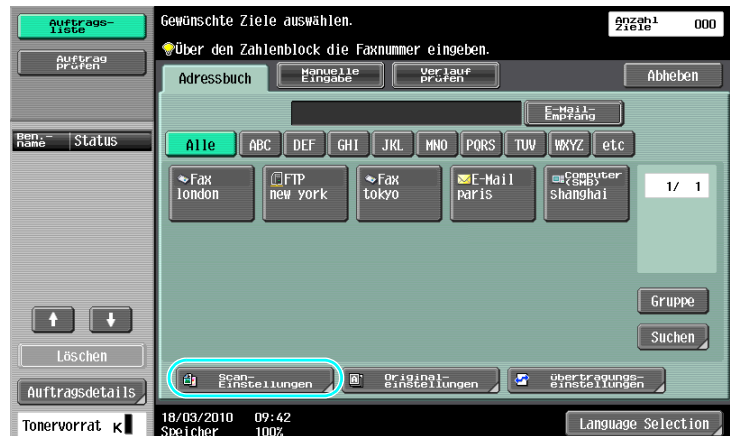 Auftrags-
liste
Auftrag
prüfen
Ben.-
name
Status
Löschen
Auftragsdetails
Tonervorrat K
Gewünschte Ziele auswählen.
Anzahl
Ziele
000
Über den Zahlenblock die Faxnummer eingeben.
Adressbuch
Manuelle
Eingabe
Verlauf
prüfen
Abheben
E-Mail-
Empfang
Alle ABC DEF GHI JKL MNO PQRS TUV WXYZ etc
Fax
london
FTP
new york
Fax
tokyo
E-Mail
paris
Computer
(SMB)
shanghai
1/ 1
Gruppe
Suchen
Scan-
Einstellungen
Original-
einstellungen
übertragungs-
einstellungen
18/03/2010 09:42
Speicher 100%
Language Selection